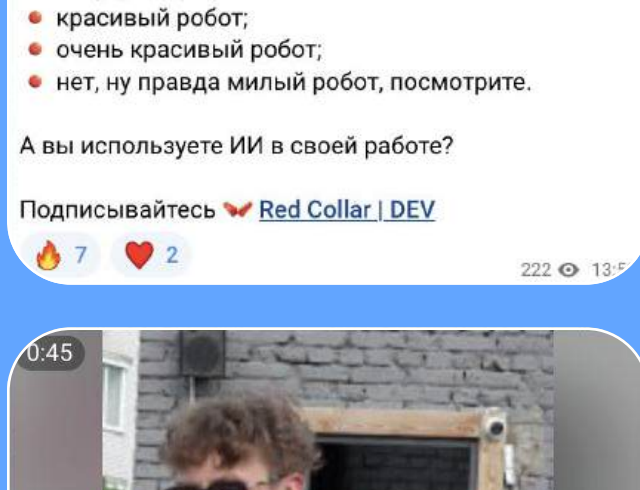 красивый робот;
очень красивый робот;
нет, ну правда милый робот, посмотрите.
А вы используете ИИ в своей работе?
Подписывайтесь Red Collar | DEV
7 2
222
0:45